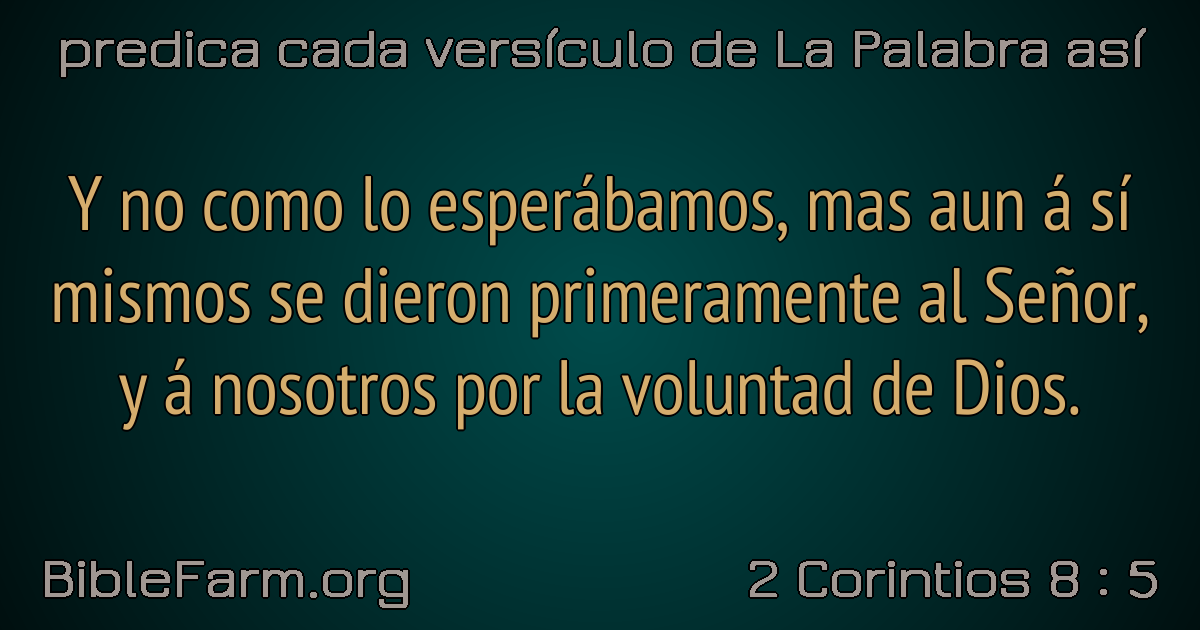 predica cada versículo de La Palabra así
Y no como lo esperábamos, mas aun á sí
mismos se dieron primeramente al Señor,
y á nosotros por la voluntad de Dios.
BibleFarm.org
2 Corintios 8 : 5